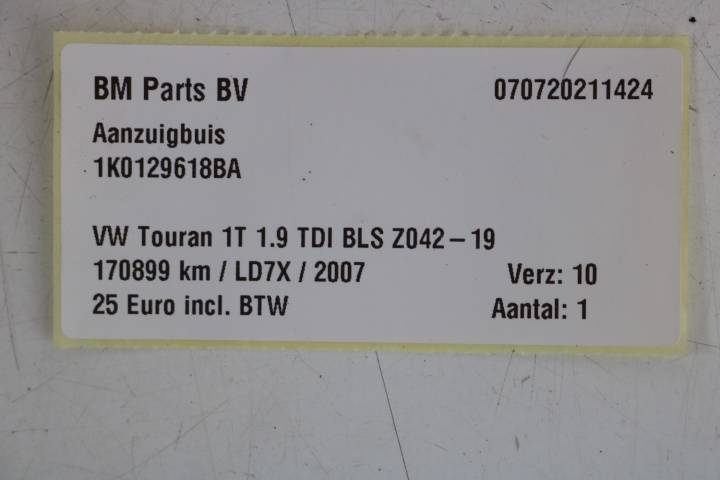 BM Parts BV 070720211424
Aanzuigbuis
1K0129618BA
VW Touran 1T 1.9 TDI BLS Z042-19
170899 km / LD7X / 2007 Verz: 10
25 Euro incl. BTW Aantal: 1